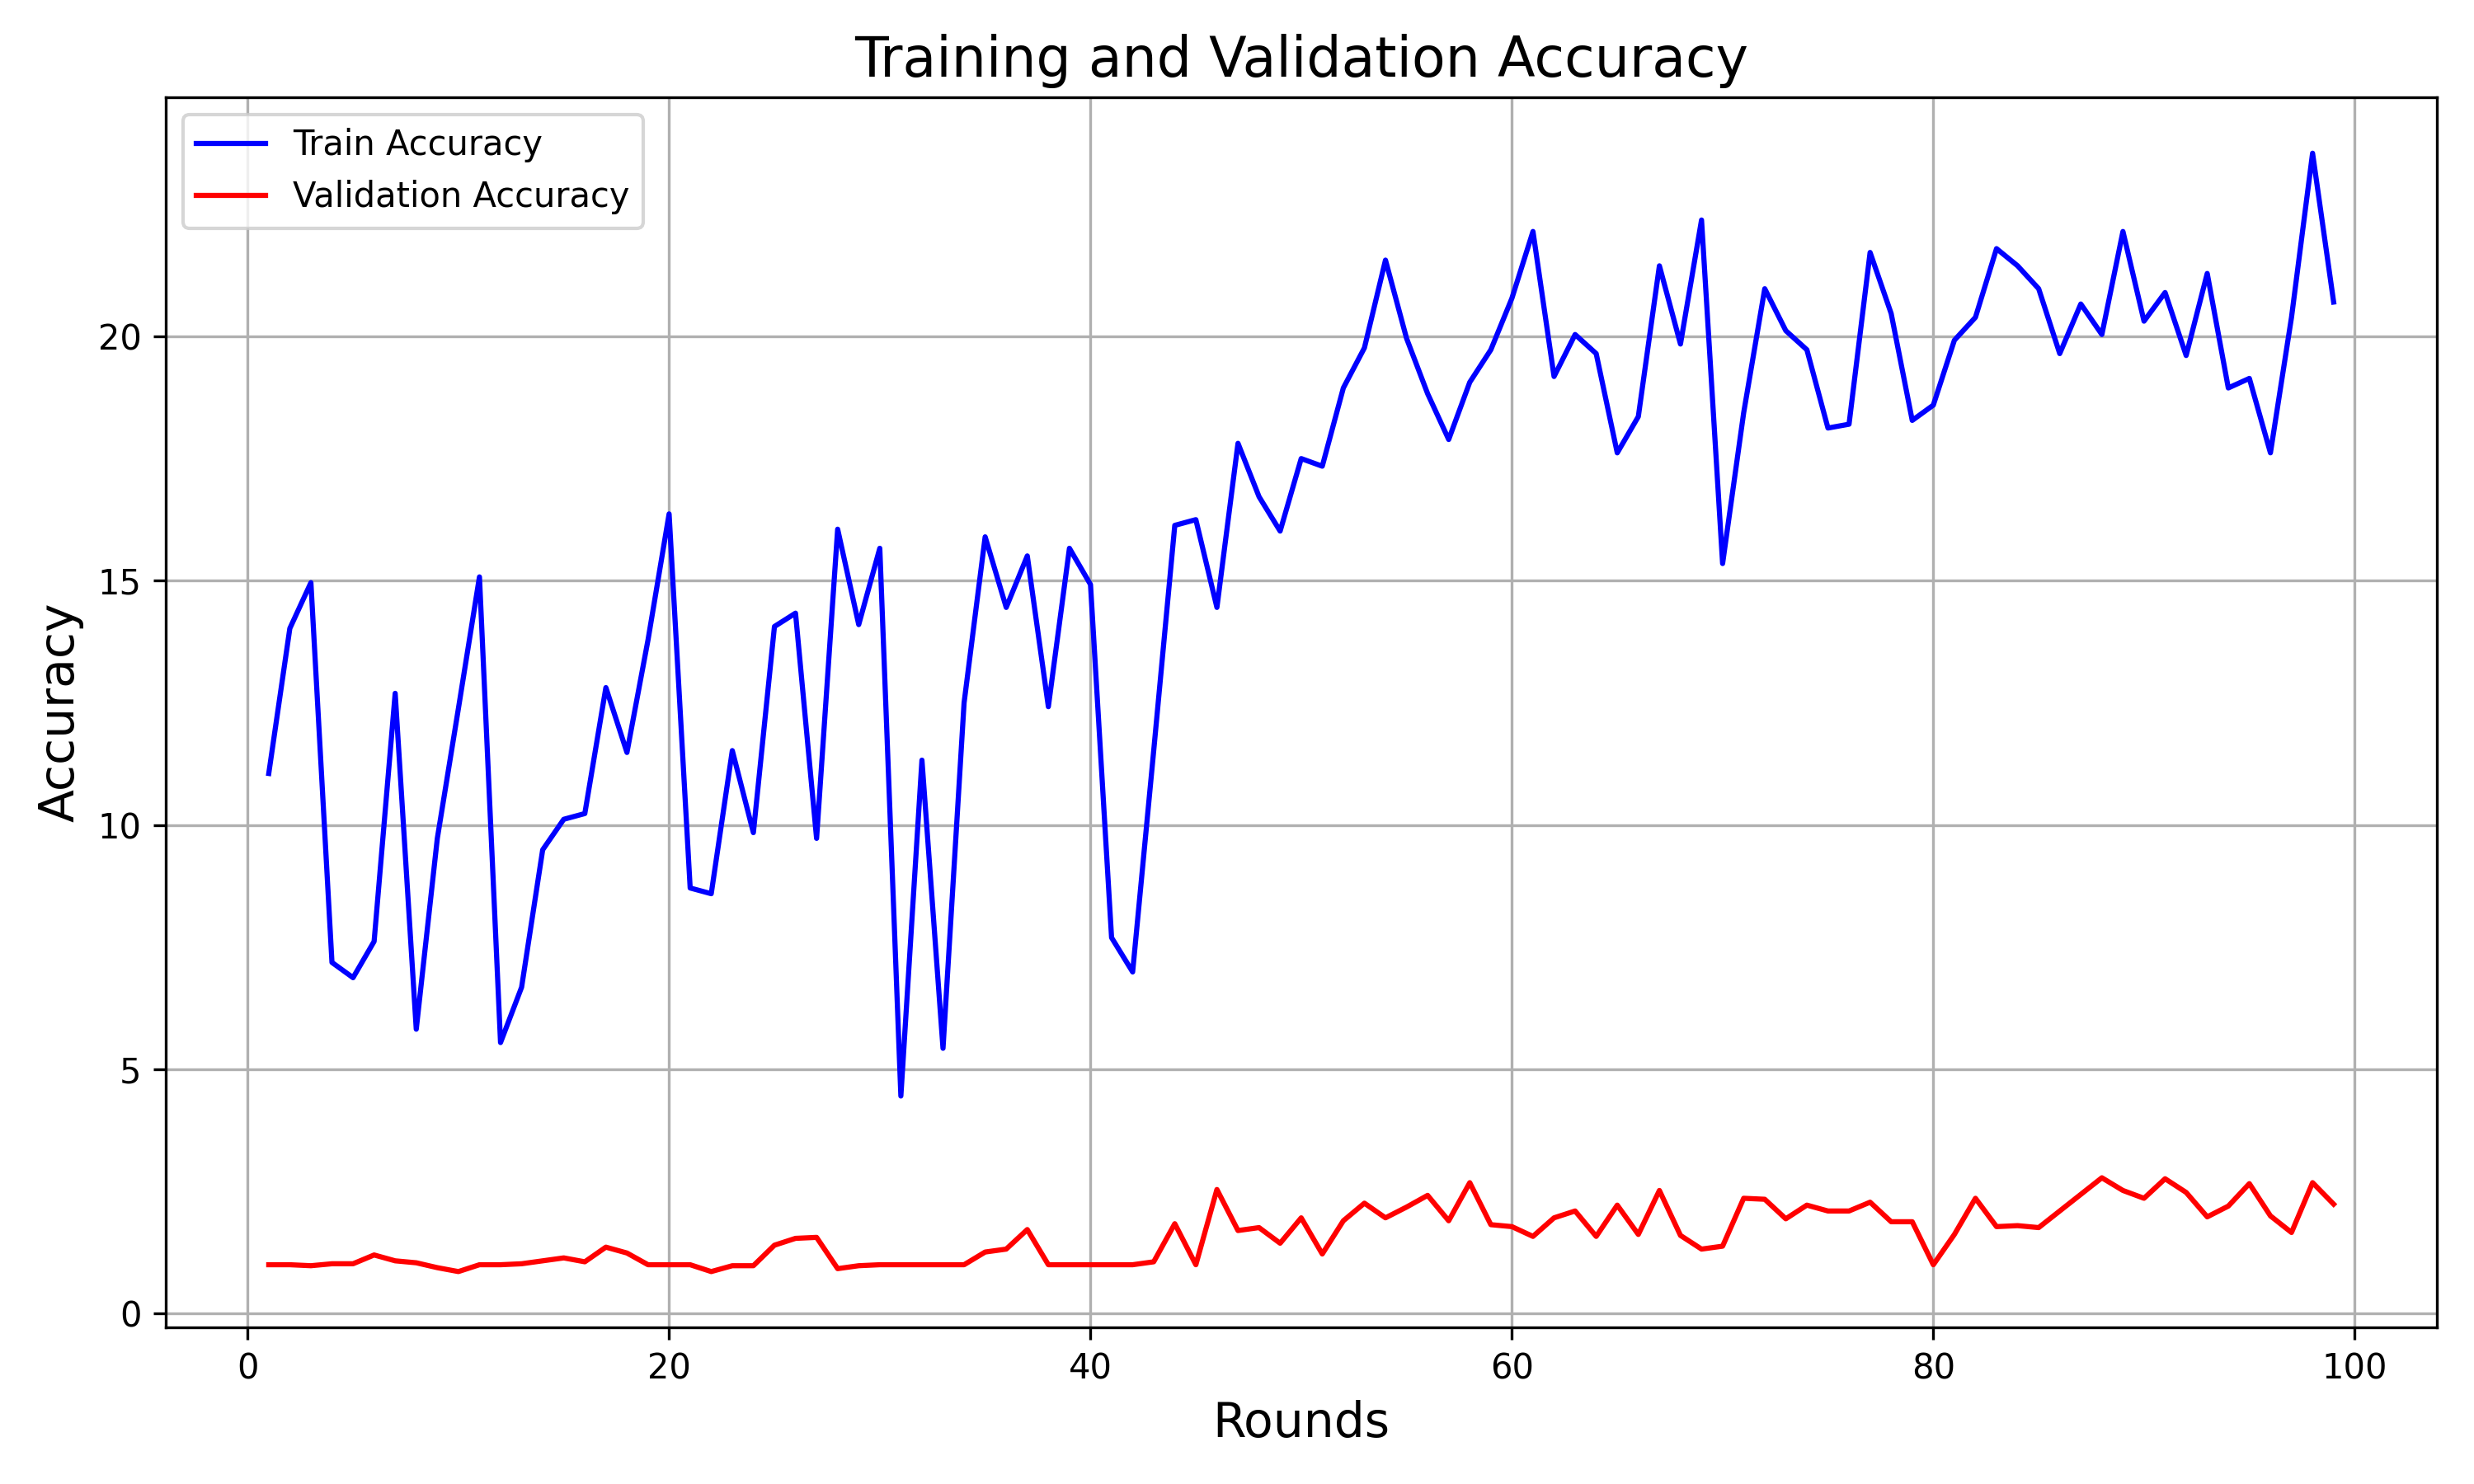 Training and Validation Accuracy
Train Accuracy
Validation Accuracy
Accuracy
20
15
10
5
0
0 20 40 60 80 100
Rounds